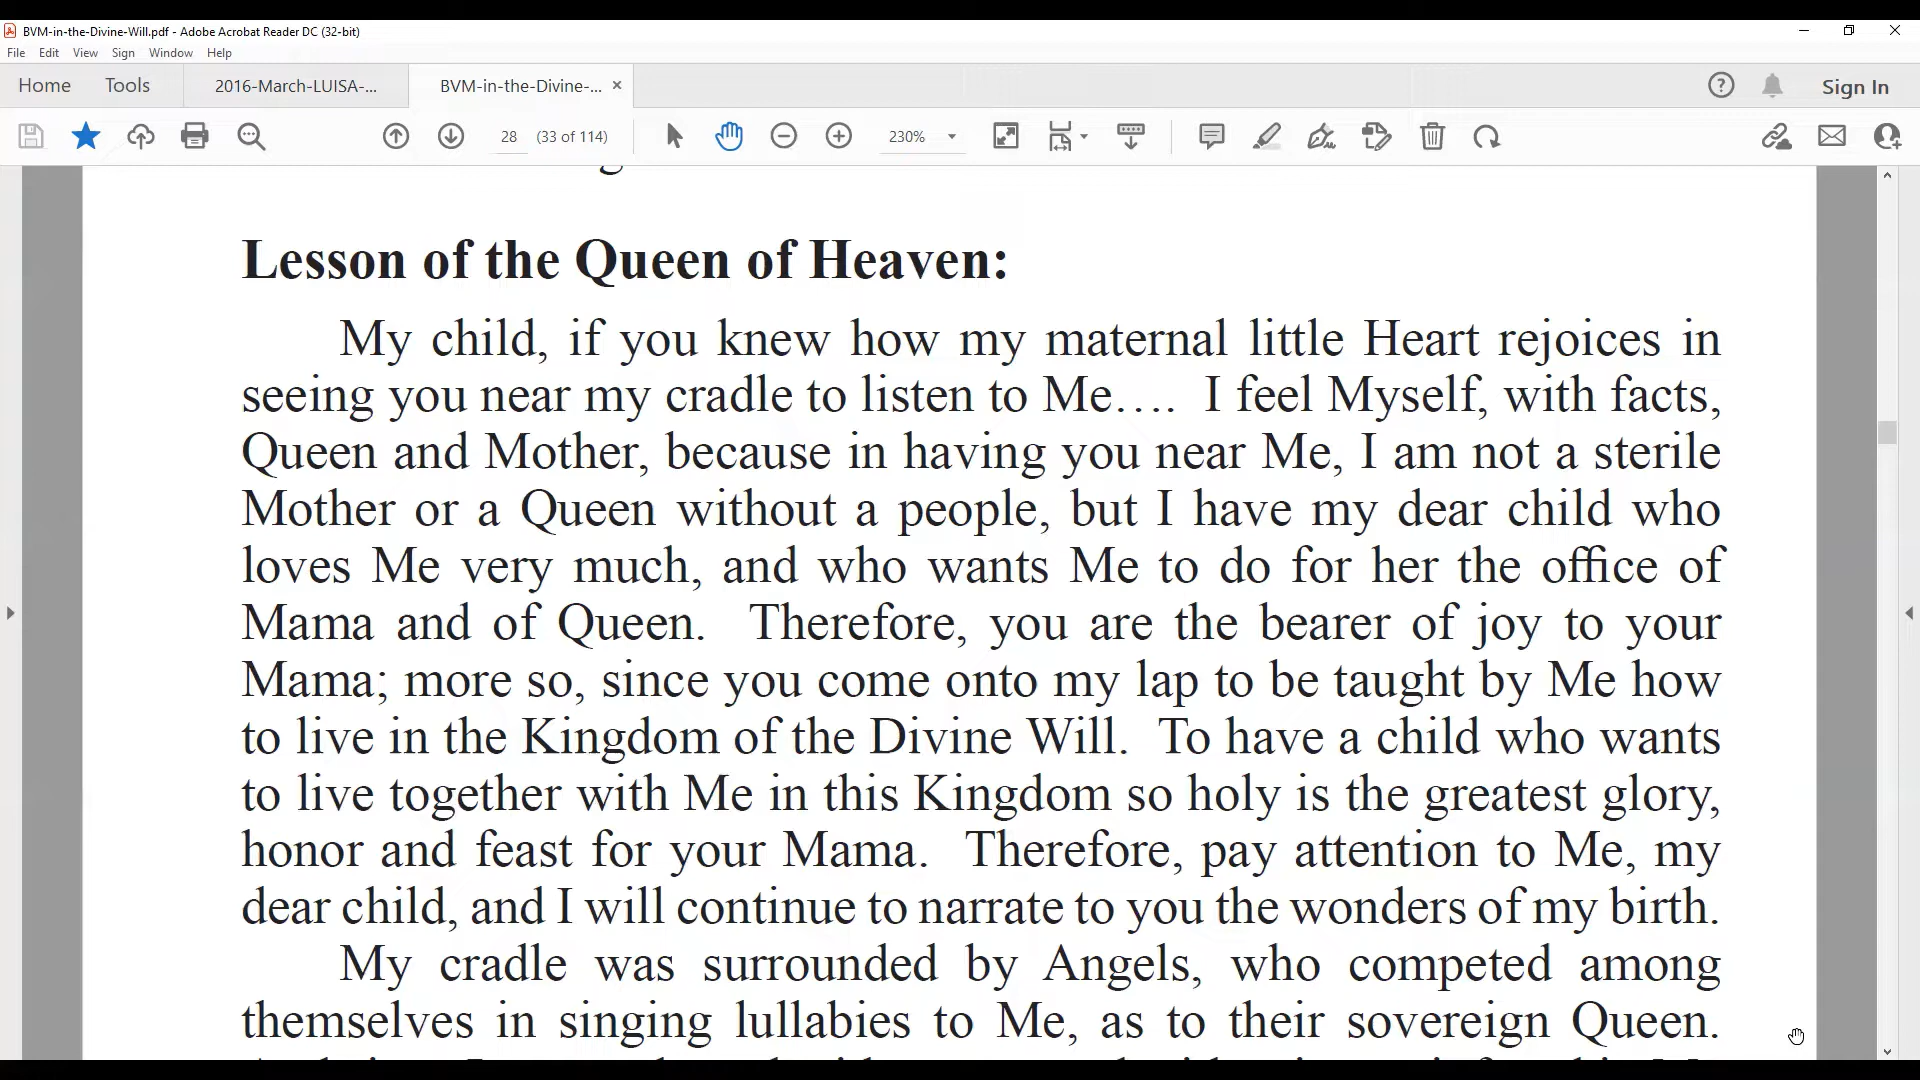 BVM-in-the-Divine-Will.pdf - Adobe Acrobat Reader DC (32-bit)
File Edit View Sign Window Help
Home Tools 2016-March-LUISA-... BVM-in-the-Divine-... × Sign In
28 (33 of 114) 230%
Lesson of the Queen of Heaven:
My child, if you knew how my maternal little Heart rejoices in
seeing you near my cradle to listen to Me…. I feel Myself, with facts,
Queen and Mother, because in having you near Me, I am not a sterile
Mother or a Queen without a people, but I have my dear child who
loves Me very much, and who wants Me to do for her the office of
Mama and of Queen. Therefore, you are the bearer of joy to your
Mama; more so, since you come onto my lap to be taught by Me how
to live in the Kingdom of the Divine Will. To have a child who wants
to live together with Me in this Kingdom so holy is the greatest glory,
honor and feast for your Mama. Therefore, pay attention to Me, my
dear child, and I will continue to narrate to you the wonders of my birth.
My cradle was surrounded by Angels, who competed among
themselves in singing lullabies to Me, as to their sovereign Queen.